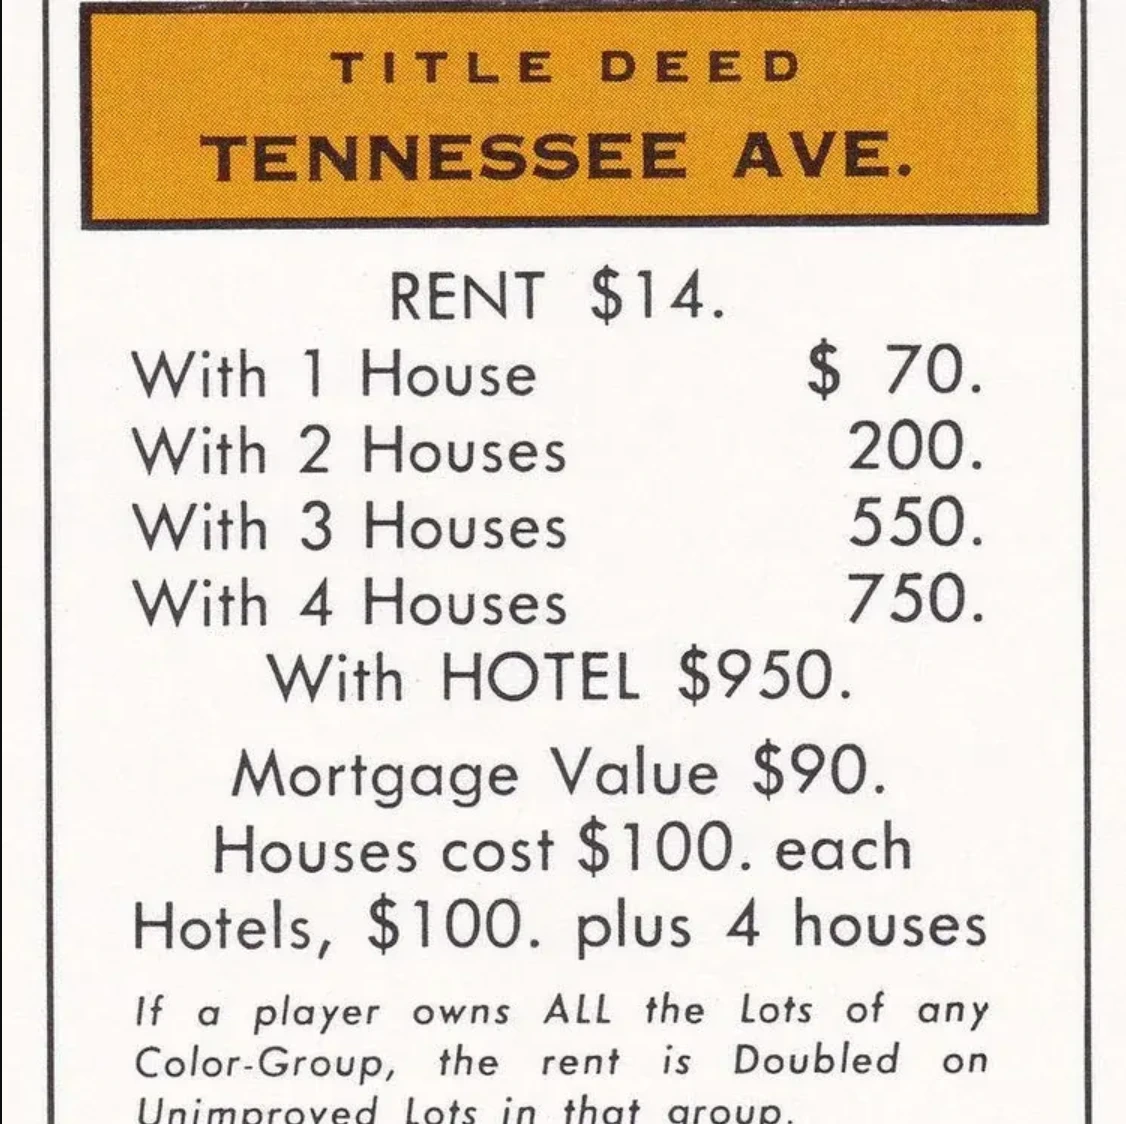 TITLE DEED
TENNESSEE AVE.
RENT $14.
With 1 House $ 70.
With 2 Houses 200.
With 3 Houses 550.
With 4 Houses 750.
With HOTEL $950.
Mortgage Value $90.
Houses cost $100. each
Hotels, $100. plus 4 houses
If a player owns ALL the Lots of any
Color-Group, the rent is Doubled on
Unimproved Lots in that group.